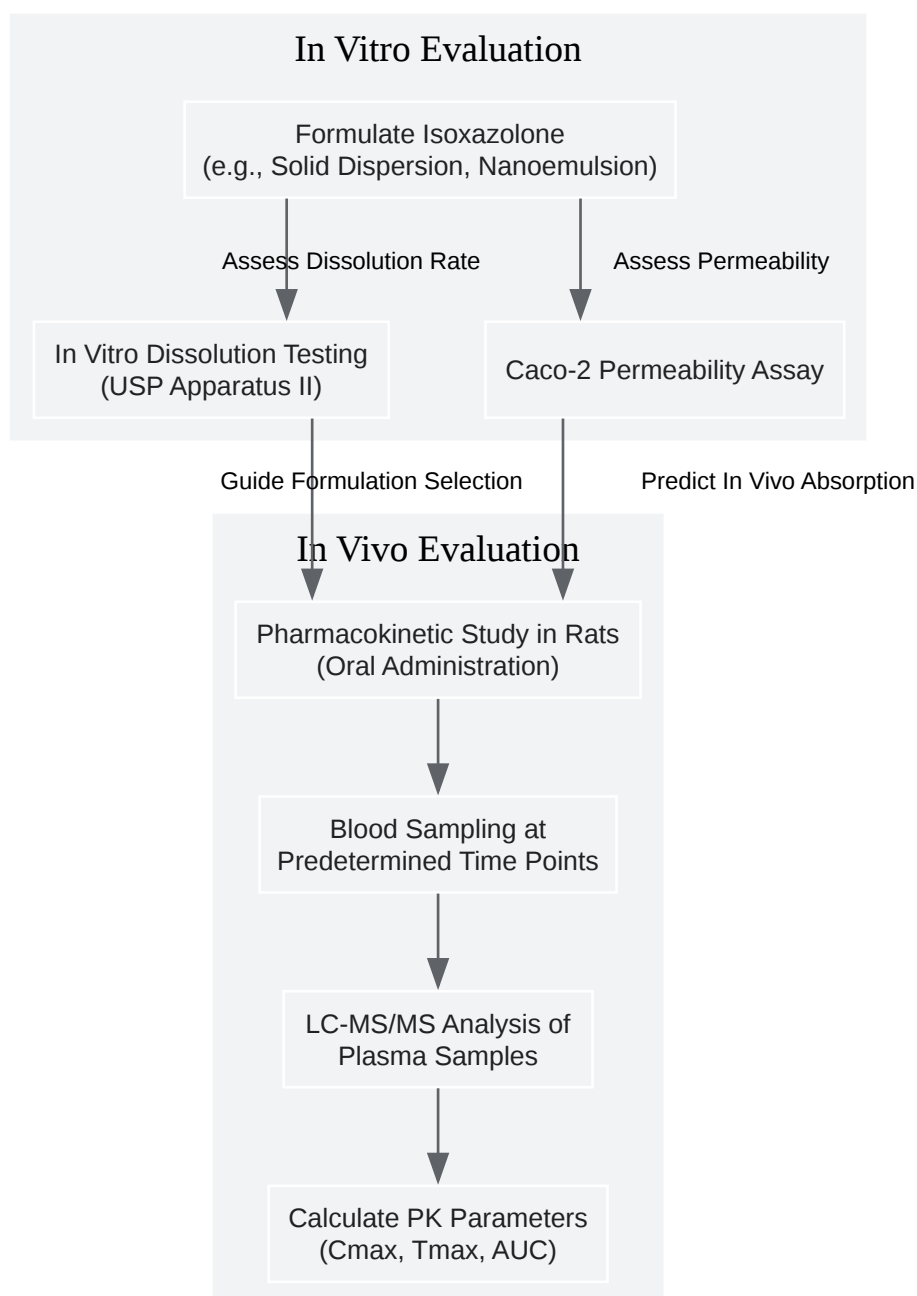 In Vitro Evaluation
Formulate Isoxazolone
(e.g., Solid Dispersion, Nanoemulsion)
Assess Dissolution Rate
Assess Permeability
In Vitro Dissolution Testing
(USP Apparatus II)
Caco-2 Permeability Assay
Guide Formulation Selection
Predict In Vivo Absorption
In Vivo Evaluation
Pharmacokinetic Study in Rats
(Oral Administration)
Blood Sampling at
Predetermined Time Points
LC-MS/MS Analysis of
Plasma Samples
Calculate PK Parameters
(Cmax, Tmax, AUC)